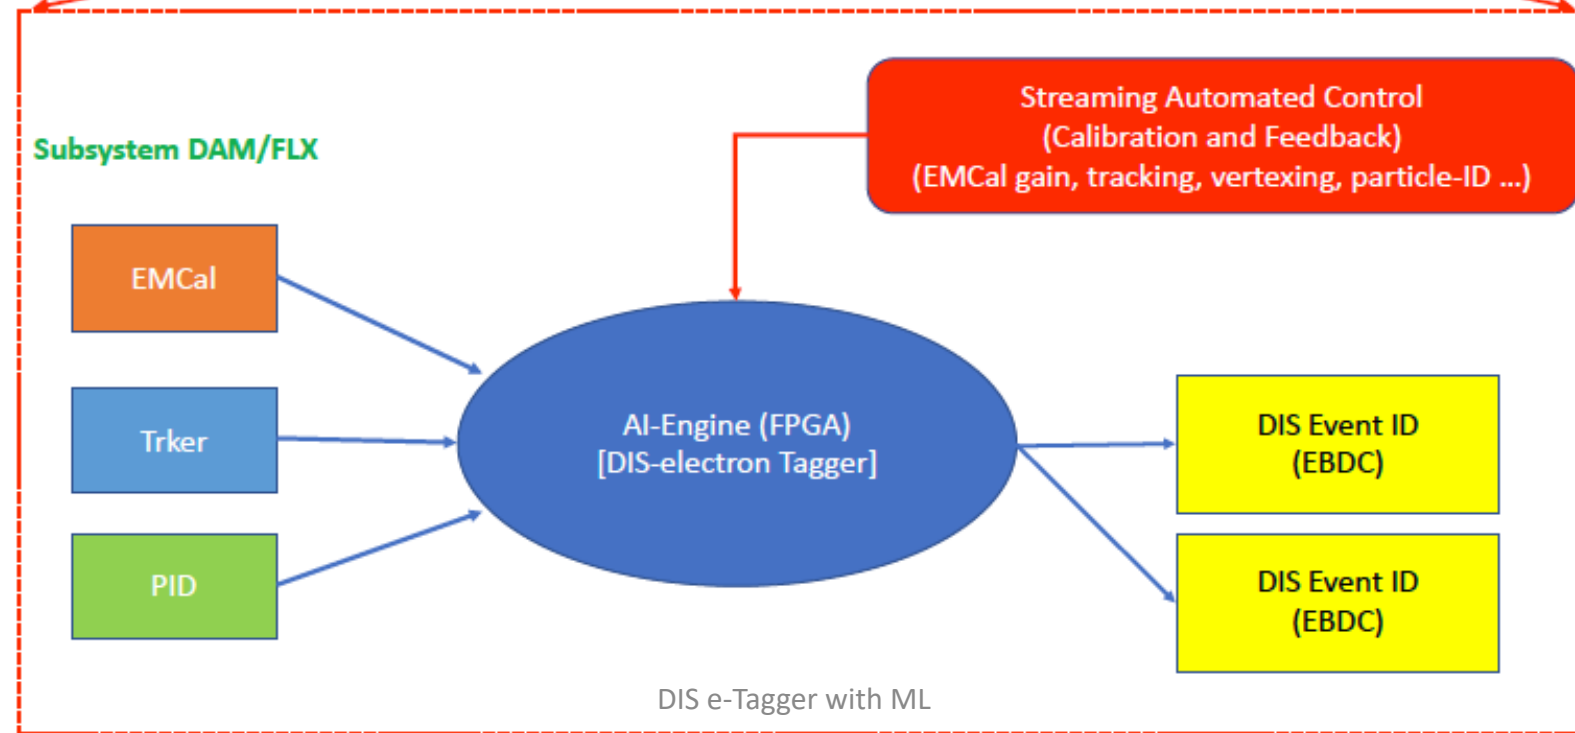 Streaming Automated Control
(Calibration and Feedback)
(EMCal gain, tracking, vertexing, particle-ID ...)
Subsystem DAM/FLX
EMCal
Trker
PID
AI-Engine (FPGA)
[DIS-electron Tagger]
DIS Event ID
(EBDC)
DIS Event ID
(EBDC)
DIS e-Tagger with ML